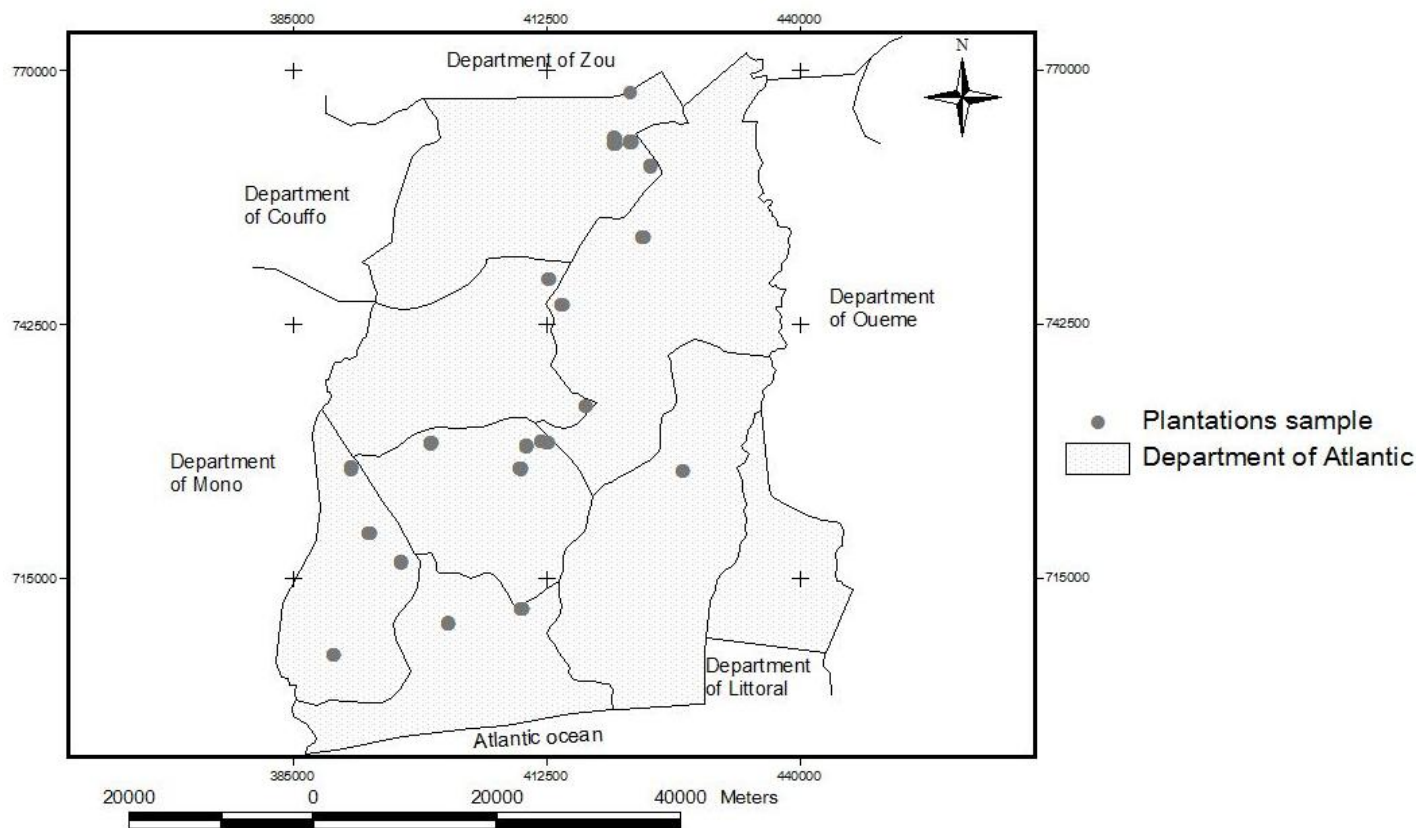 385000 412500 440000
Department of Zou
N
770000 770000
Department
of Couffo
Department
of Oueme
742500 742500
Plantations sample
Department of Atlantic
Department
of Mono
715000 715000
Department
of Littoral
Atlantic ocean
385000 412500 440000
20000 0 20000 40000 Meters